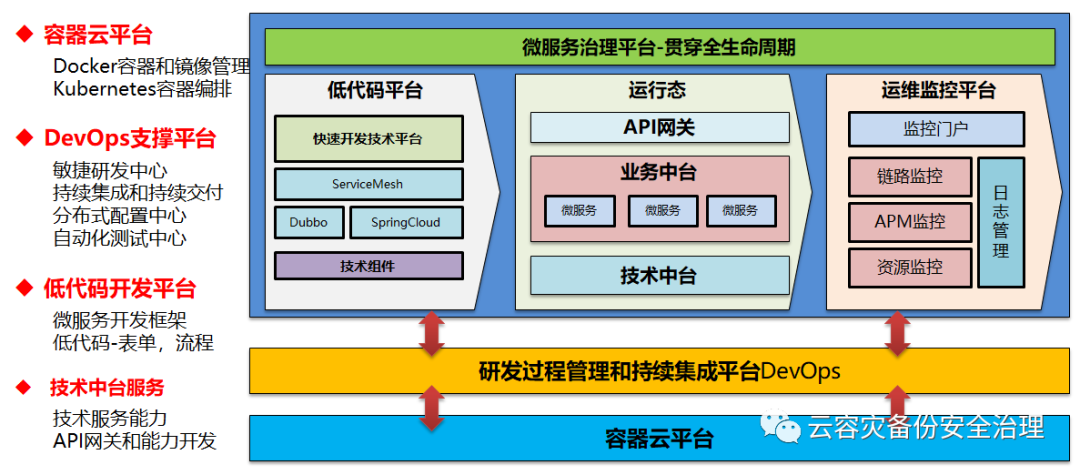 容器云平台
Docker容器和镜像管理
Kubernetes容器编排
DevOps支撑平台
敏捷研发中心
持续集成和持续交付
分布式配置中心
自动化测试中心
低代码开发平台
微服务开发框架
低代码-表单，流程
技术中台服务
技术服务能力
API网关和能力开发
微服务治理平台-贯穿全生命周期
低代码平台
快速开发技术平台
ServiceMesh
Dubbo
SpringCloud
技术组件
运行态
API网关
业务中台
微服务
微服务
微服务
技术中台
运维监控平台
监控门户
链路监控
APM监控
资源监控
日志管理
研发过程管理和持续集成平台DevOps
容器云平台
云容灾备份安全治理